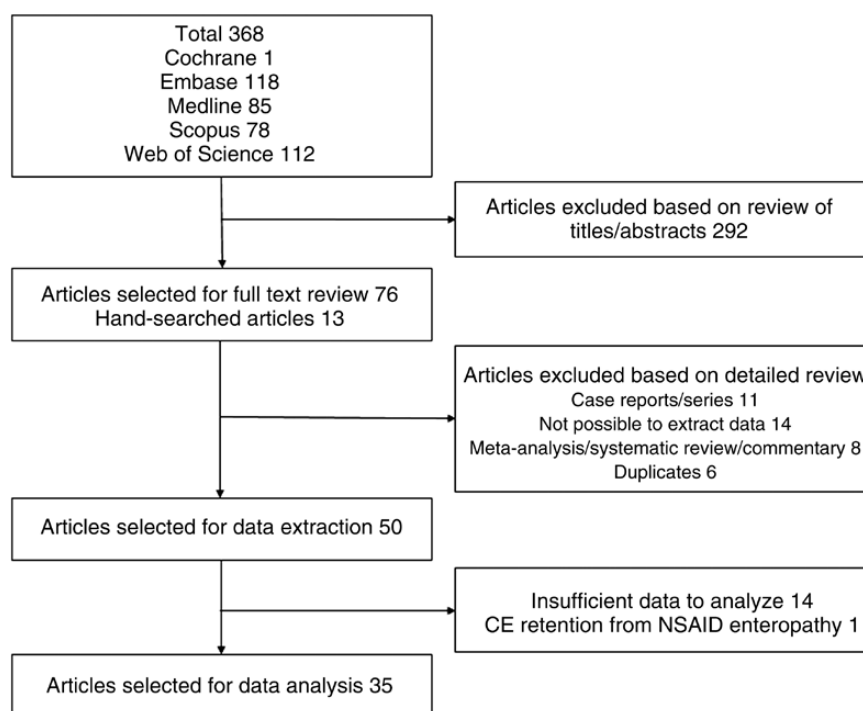 Total 368
Cochrane 1
Embase 118
Medline 85
Scopus 78
Web of Science 112
Articles excluded based on review of
titles/abstracts 292
Articles selected for full text review 76
Hand-searched articles 13
Articles excluded based on detailed review
Case reports/series 11
Not possible to extract data 14
Meta-analysis/systematic review/commentary 8
Duplicates 6
Articles selected for data extraction 50
Insufficient data to analyze 14
CE retention from NSAID enteropathy 1
Articles selected for data analysis 35